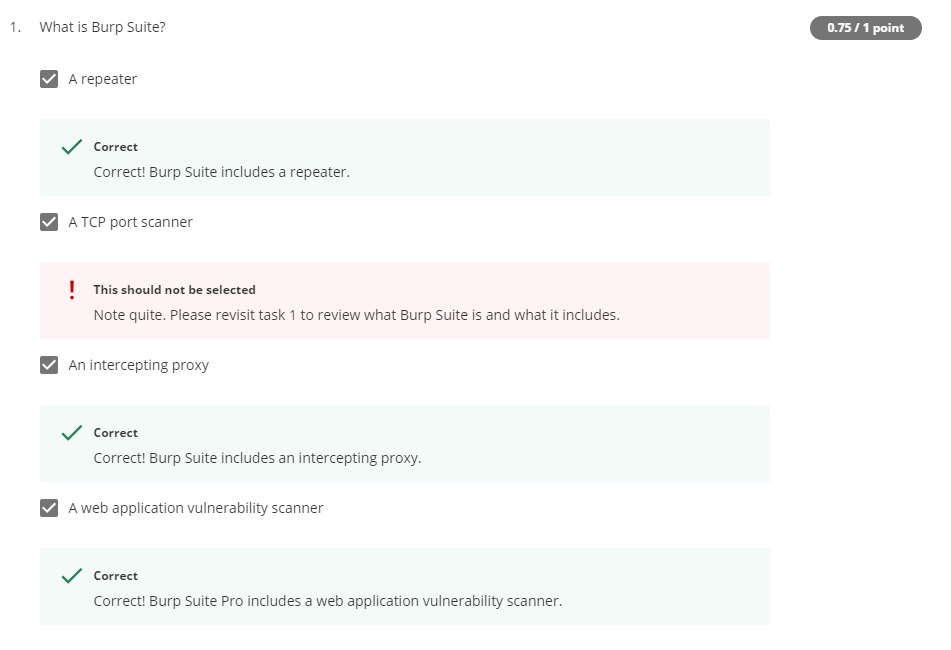 1. What is Burp Suite?
0.75 / 1 point
A repeater
Correct
Correct! Burp Suite includes a repeater.
A TCP port scanner
This should not be selected
Note quite. Please revisit task 1 to review what Burp Suite is and what it includes.
An intercepting proxy
Correct
Correct! Burp Suite includes an intercepting proxy.
A web application vulnerability scanner
Correct
Correct! Burp Suite Pro includes a web application vulnerability scanner.